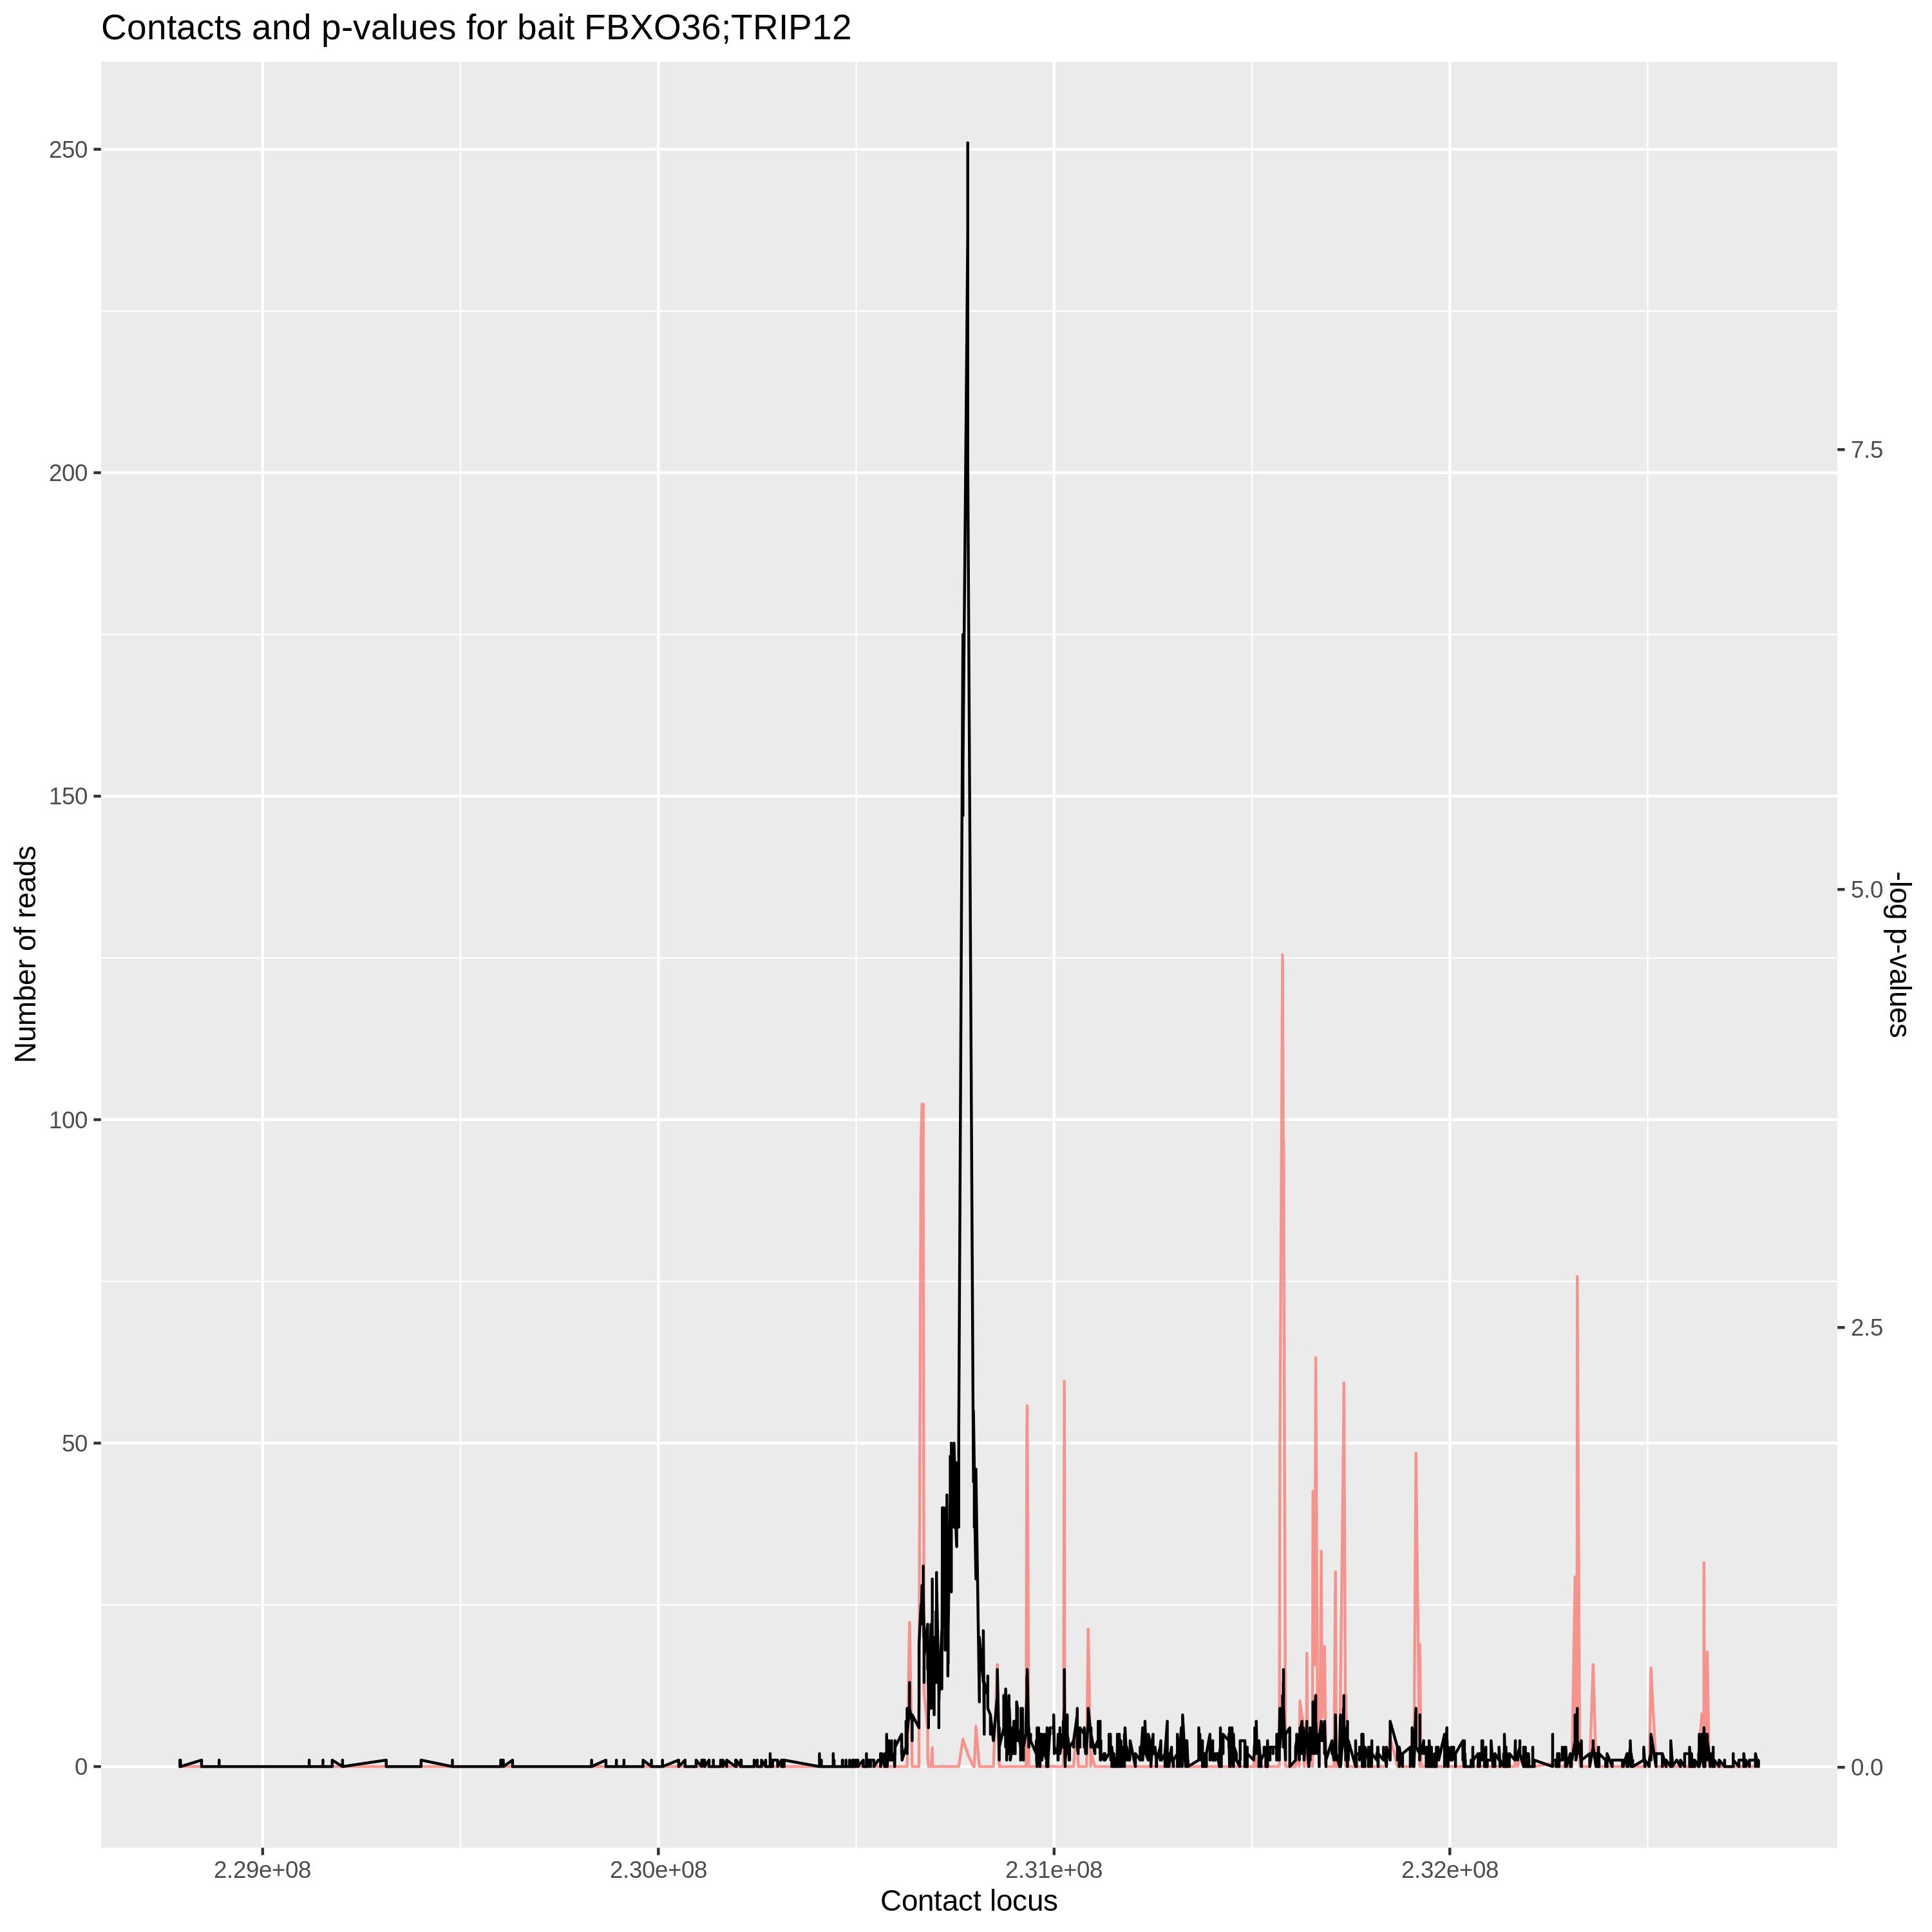 Contacts and p-values for bait FBXO36;TRIP12
250
200
150
100
50
0
Number of reads
7.5
5.0
2.5
0.0
-log p-values
2.29e+08
2.30e+08
2.31e+08
2.32e+08
Contact locus